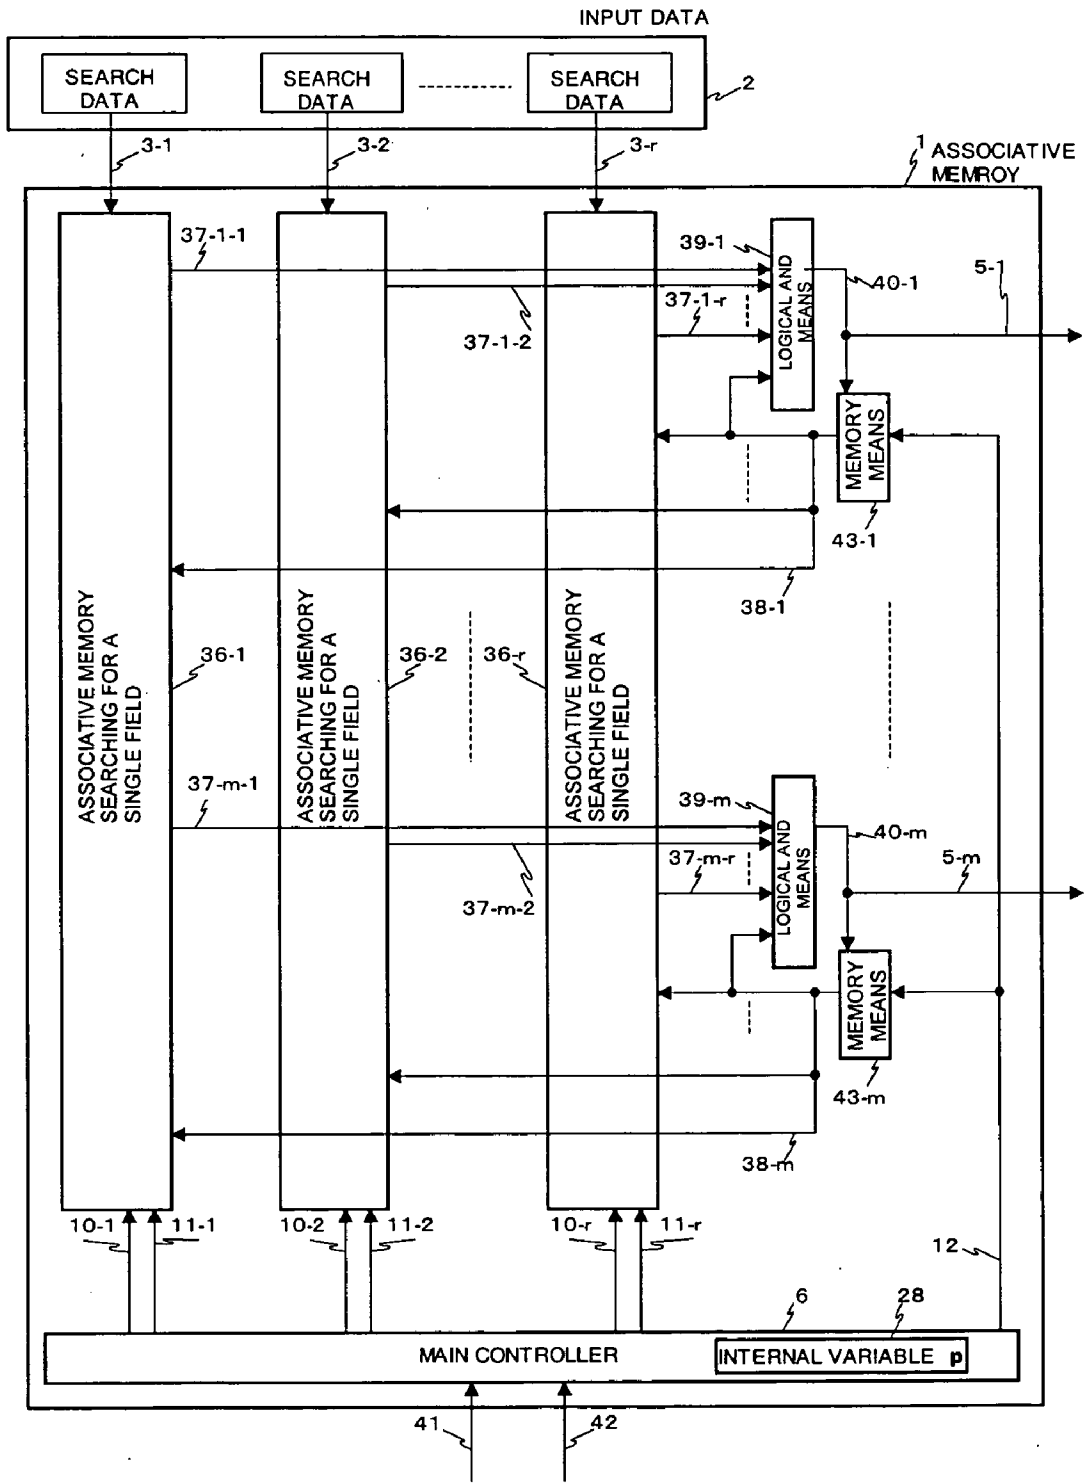 INPUT DATA
SEARCH
DATA
SEARCH
DATA
SEARCH
DATA
2
3-1
3-2
3-r
1 ASSOCIATIVE
MEMROY
37-1-1
39-1
LOGICAL AND
MEANS
40-1
5-1
37-1-r
37-1-2
MEMORY
MEANS
43-1
38-1
ASSOCIATIVE MEMORY
SEARCHING FOR A
SINGLE FIELD
36-1
ASSOCIATIVE MEMORY
SEARCHING FOR A
SINGLE FIELD
36-2
36-r
ASSOCIATIVE MEMORY
SEARCHING FOR A
SINGLE FIELD
37-m-1
39-m
LOGICAL AND
MEANS
40-m
5-m
37-m-r
37-m-2
MEMORY
MEANS
43-m
38-m
10-1
11-1
10-2
11-2
10-r
11-r
12
6
28
MAIN CONTROLLER
INTERNAL VARIABLE p
41
42